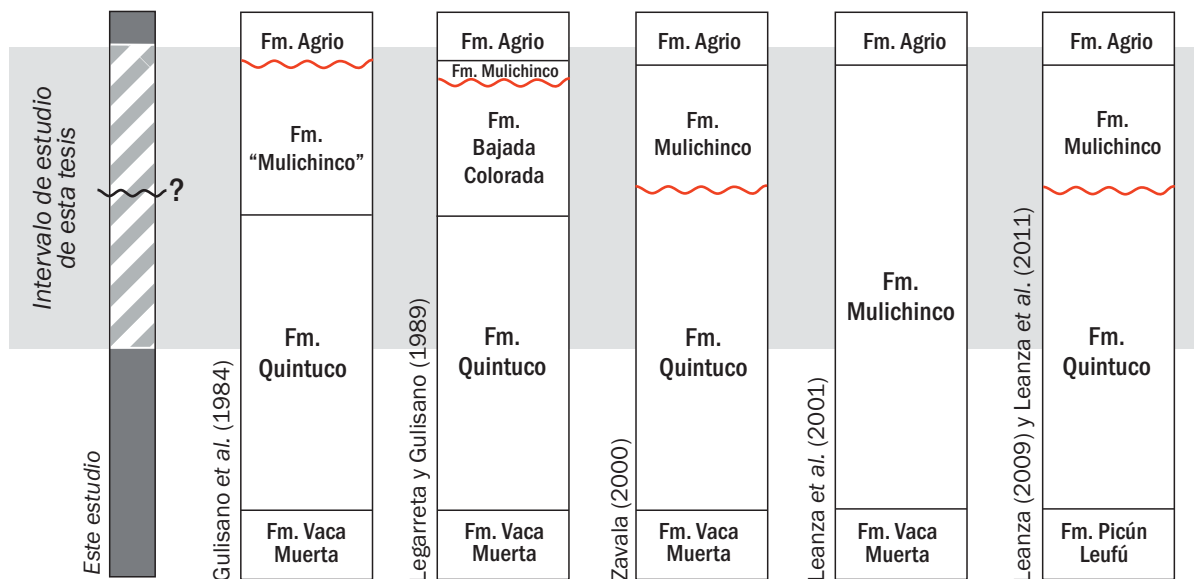 Intervalo de estudio
de esta tesis
?
Este estudio
Gulisano et al. (1984)
Fm. Agrio
Fm.
“Mulichinco”
Fm.
Quintuco
Fm. Vaca
Muerta
Legarreta y Gulisano (1989)
Fm. Agrio
Fm. Mulichinco
Fm.
Bajada
Colorada
Fm.
Quintuco
Fm. Vaca
Muerta
Zavala (2000)
Fm. Agrio
Fm.
Mulichinco
Fm.
Quintuco
Fm. Vaca
Muerta
Leanza et al. (2001)
Fm. Agrio
Fm.
Mulichinco
Fm. Vaca
Muerta
Leanza (2009) y Leanza et al. (2011)
Fm. Agrio
Fm.
Mulichinco
Fm.
Quintuco
Fm. Picún
Leufú